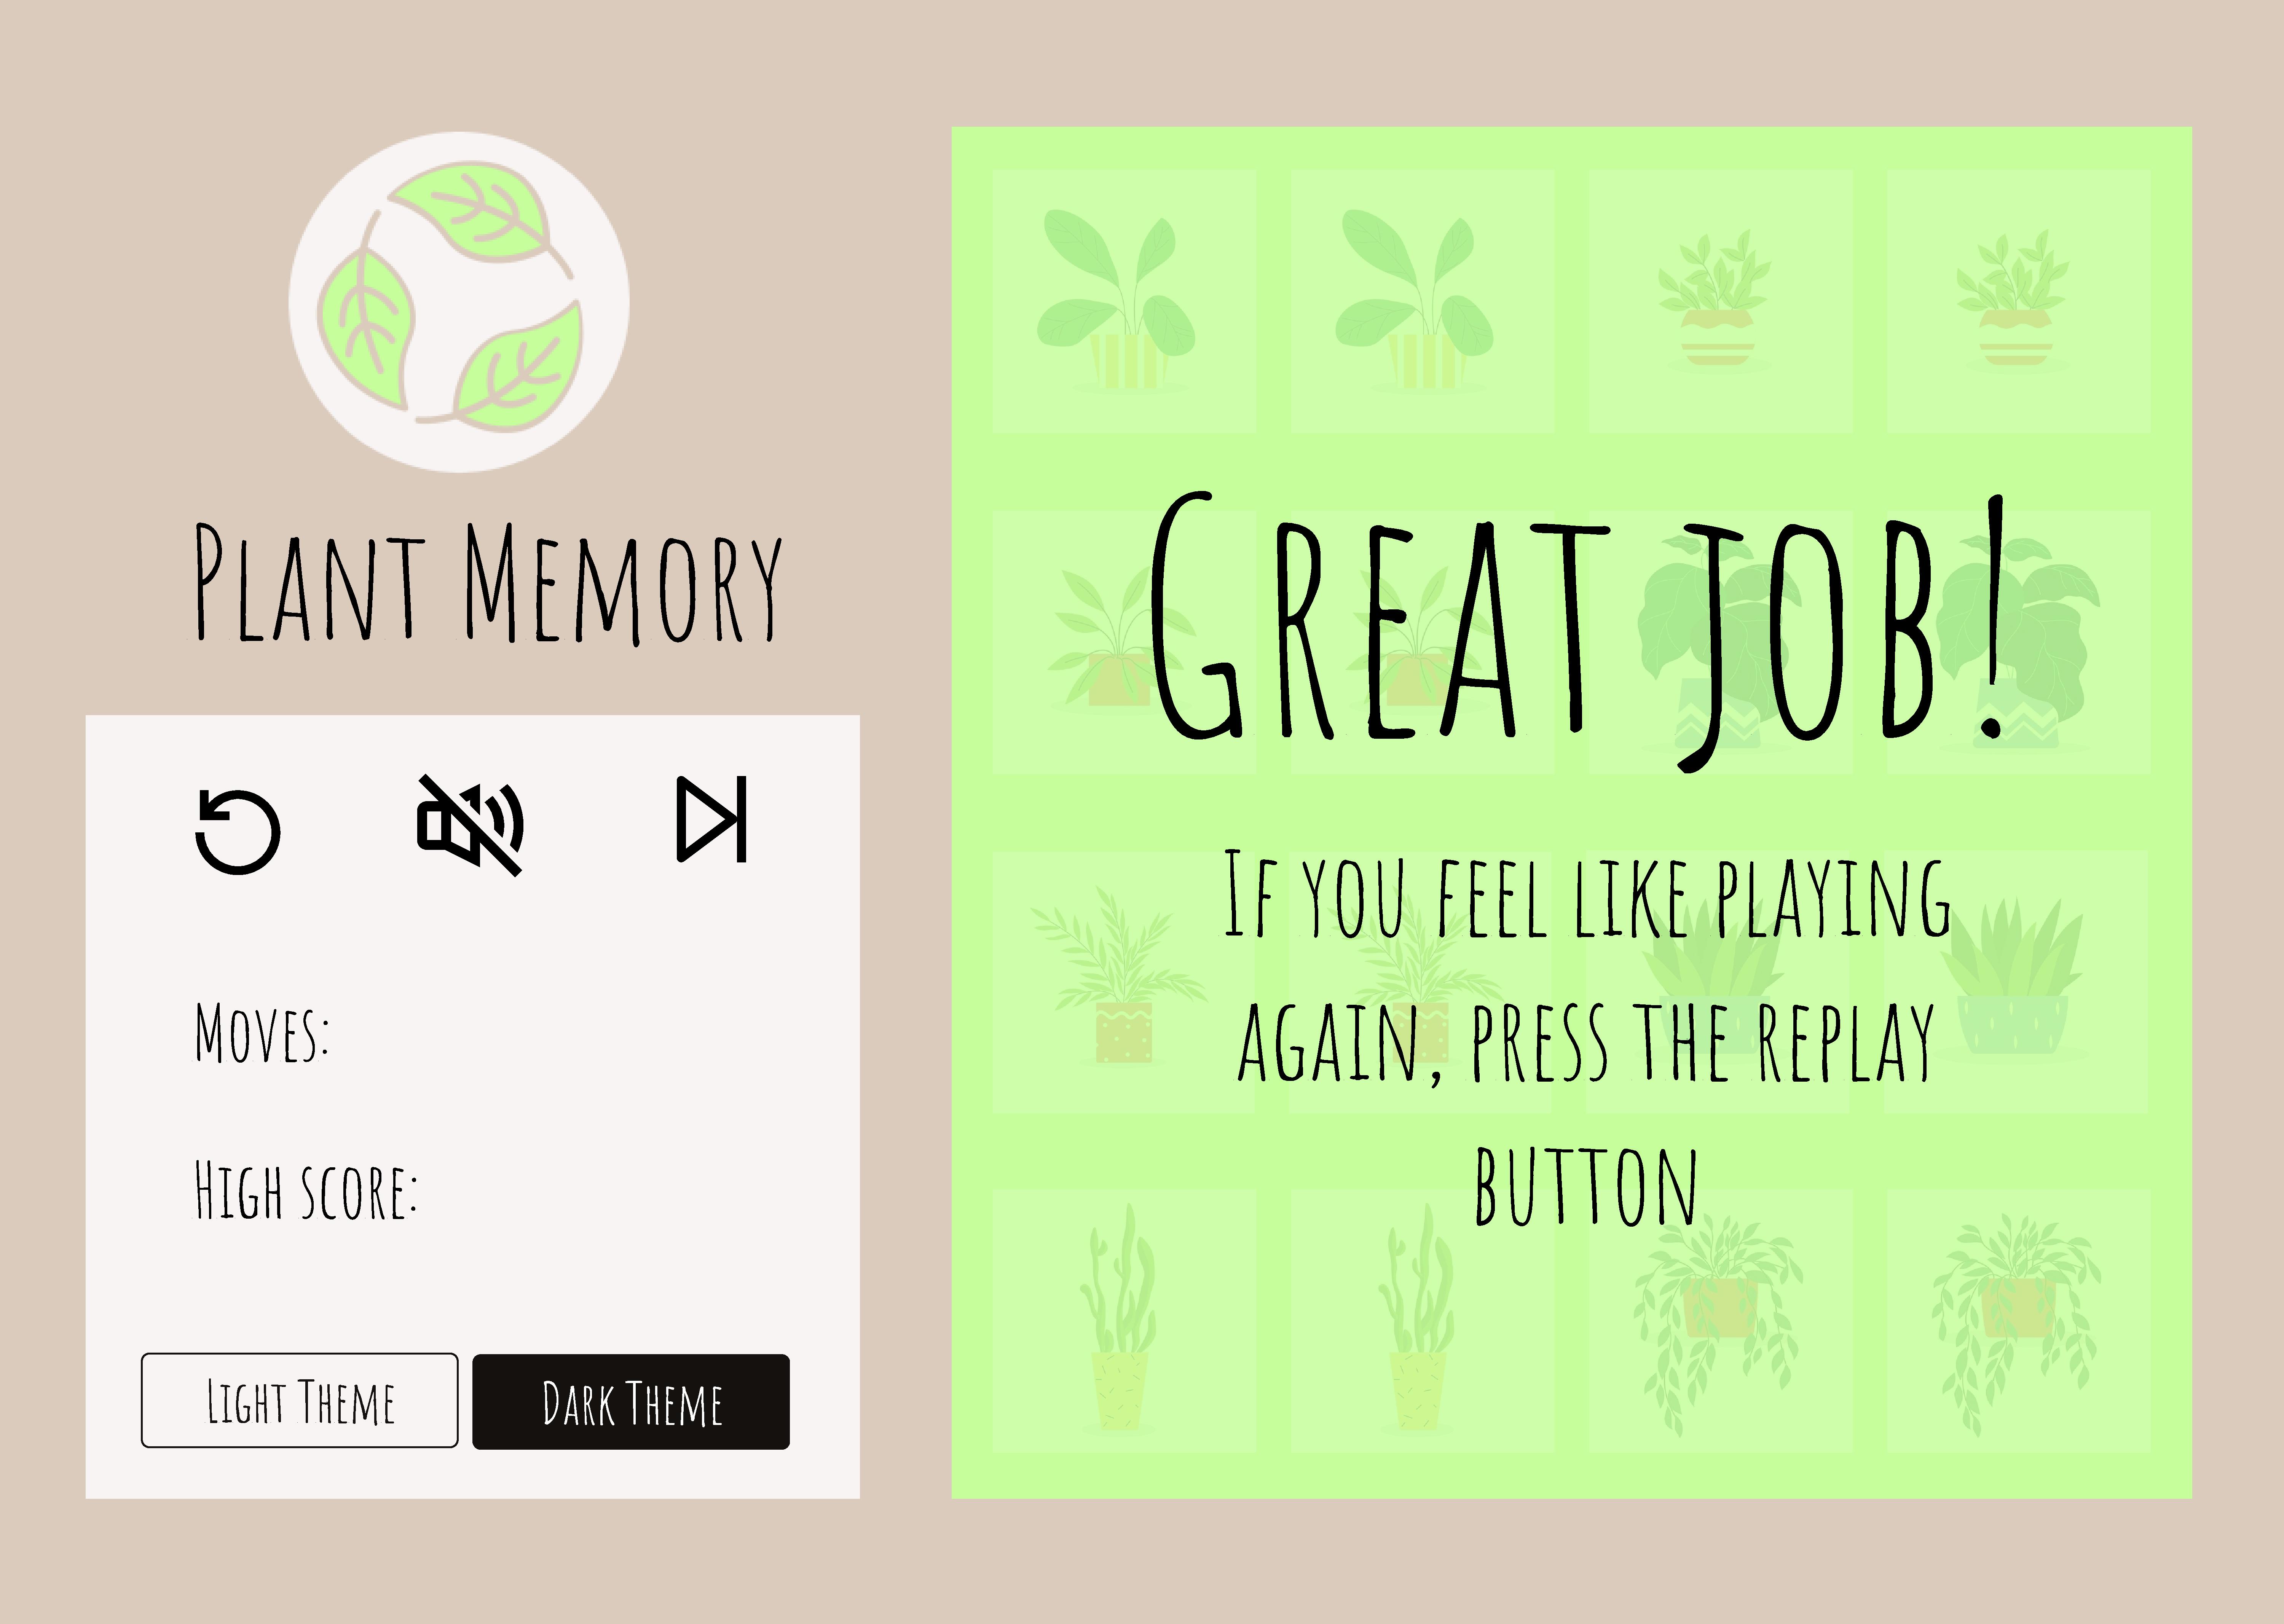 Plant Memory
Moves:
High score:
Light Theme
Dark Theme
Great job!
If you feel like playing
again, press the replay
button